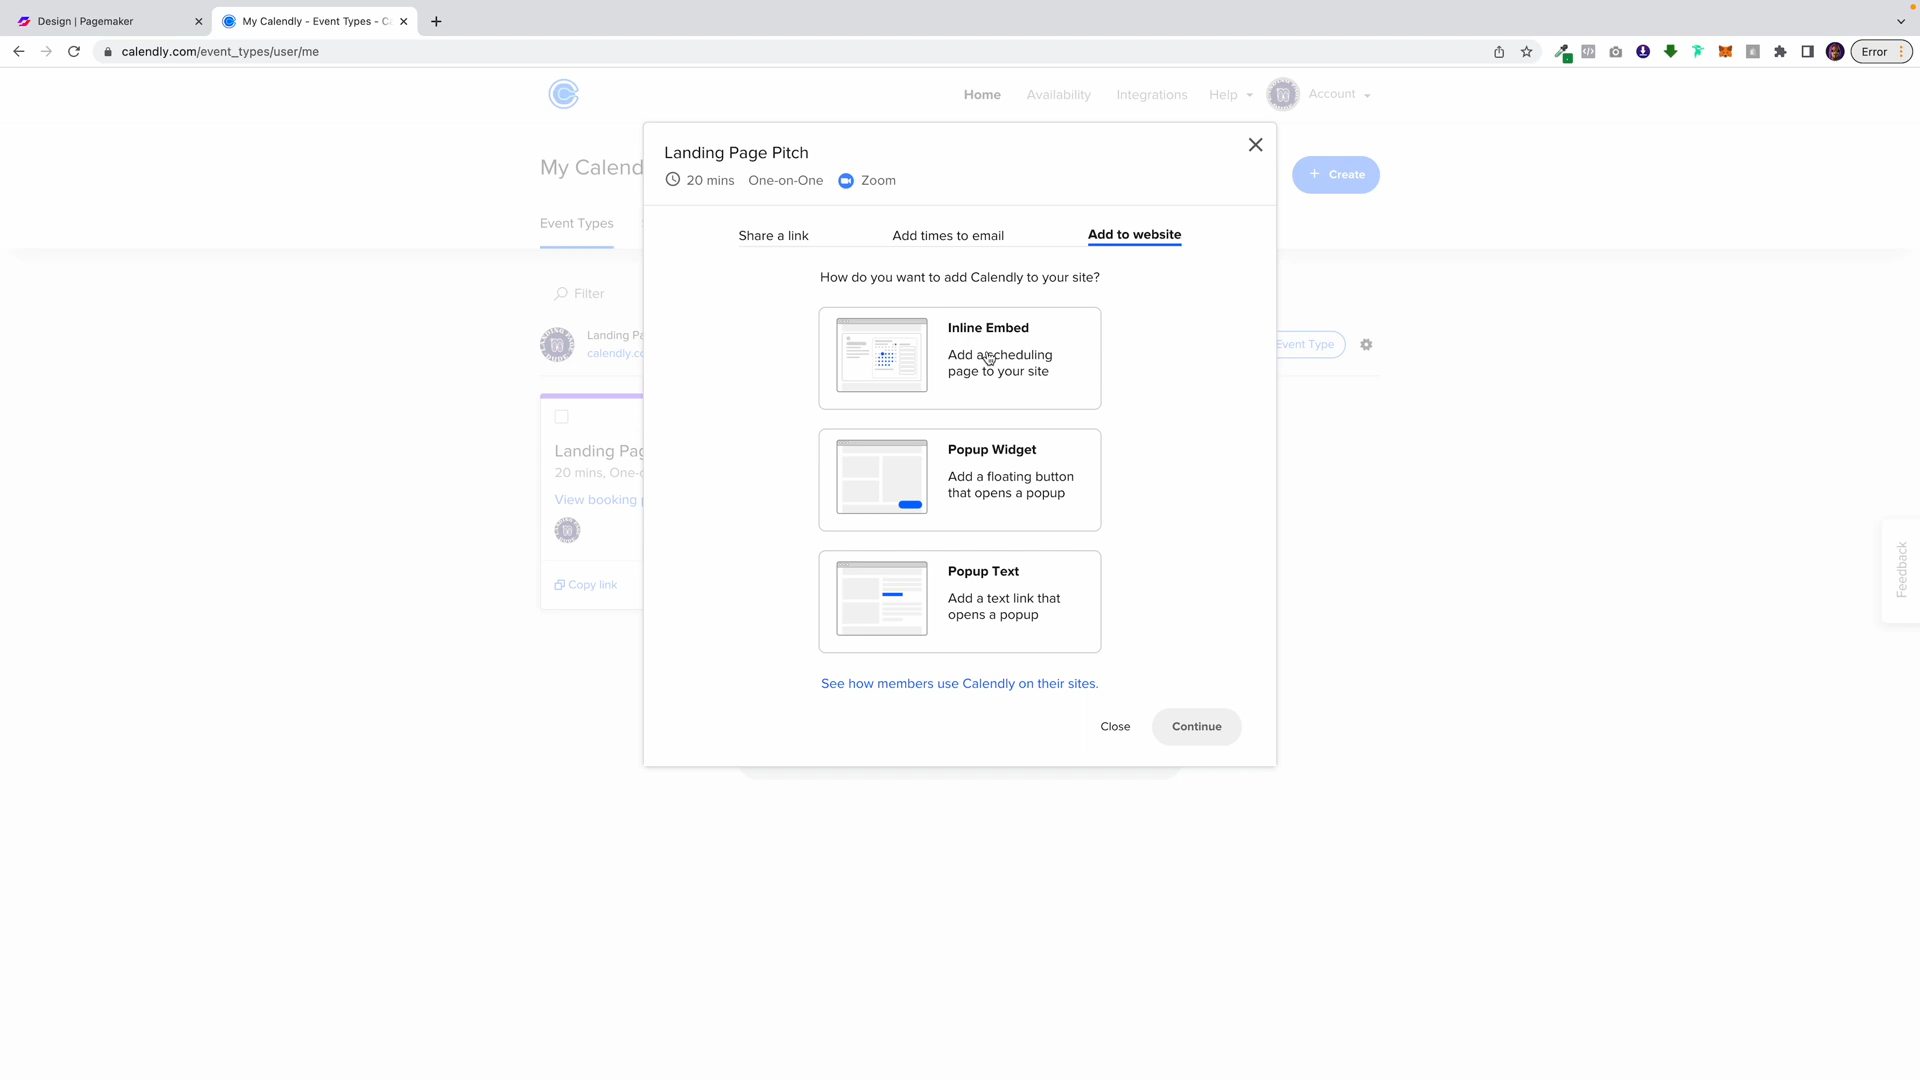 Design | Pagemaker
My Calendly - Event Types - C
calendly.com/event_types/user/me
Error
Home
Availability
Integrations
Help
Account
My Calend
Create
Event Types
Filter
Landing Pa
calendly.co
Event Type
Landing Pag
20 mins, One-o
View booking p
Copy link
Landing Page Pitch
20 mins One-on-One Zoom
Share a link
Add times to email
Add to website
How do you want to add Calendly to your site?
Inline Embed
Add a scheduling
page to your site
Popup Widget
Add a floating button
that opens a popup
Popup Text
Add a text link that
opens a popup
See how members use Calendly on their sites.
Close
Continue
Feedback